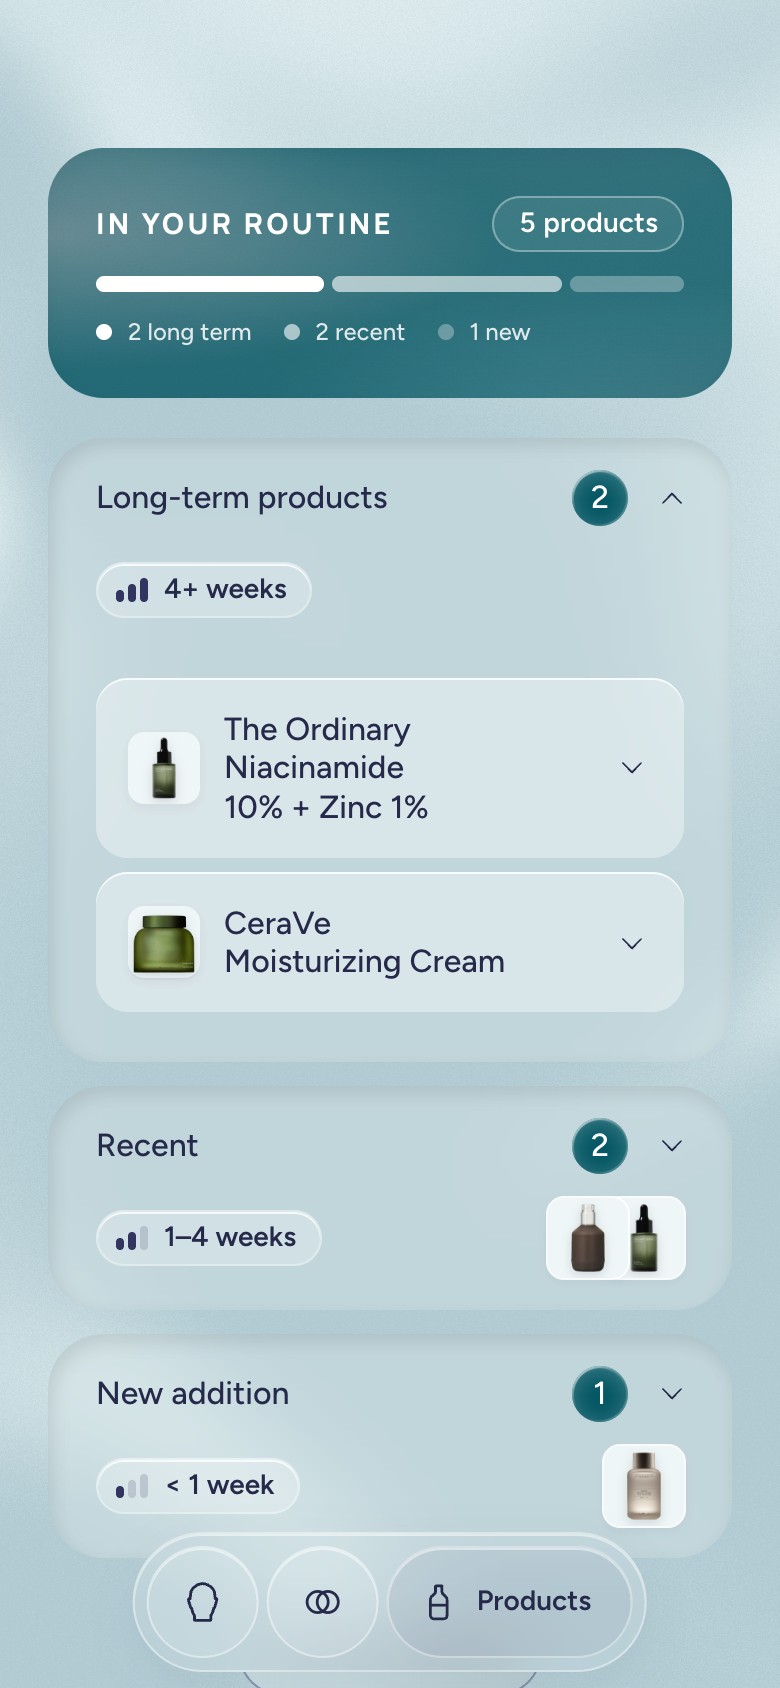 IN YOUR ROUTINE
5 products
2 long term
2 recent
1 new
Long-term products
2
4+ weeks
The Ordinary
Niacinamide
10% + Zinc 1%
CeraVe
Moisturizing Cream
Recent
2
1–4 weeks
New addition
1
< 1 week
Products